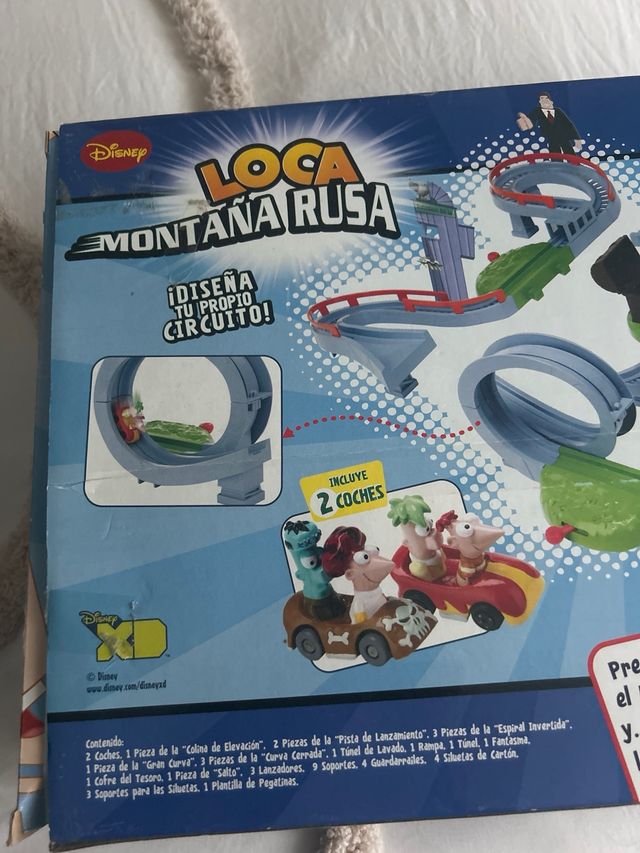 Disney
LOCA
MONTAÑA RUSA
¡DISEÑA
TU PROPIO
CIRCUITO!
INCLUYE
2 COCHES
Disney
XD
© Disney
www.disney.com/disneyxd
Pre
el
y.
Contenido:
2 Coches, 1 Pieza de la "Colina de Elevación", 2 Piezas de la "Pista de Lanzamiento", 3 Piezas de la "Espiral Invertida",
1 Pieza de la "Gran Curva", 3 Piezas de la "Curva Cerrada", 1 Túnel de Lavado, 1 Rampa, 1 Túnel, 1 Fantasma,
1 Cofre del Tesoro, 1 Pieza de "Salto", 3 Lanzadores, 9 Soportes, 4 Guardarraíles, 4 Siluetas de Cartón,
3 Soportes para las Siluetas, 1 Plantilla de Pegatinas.